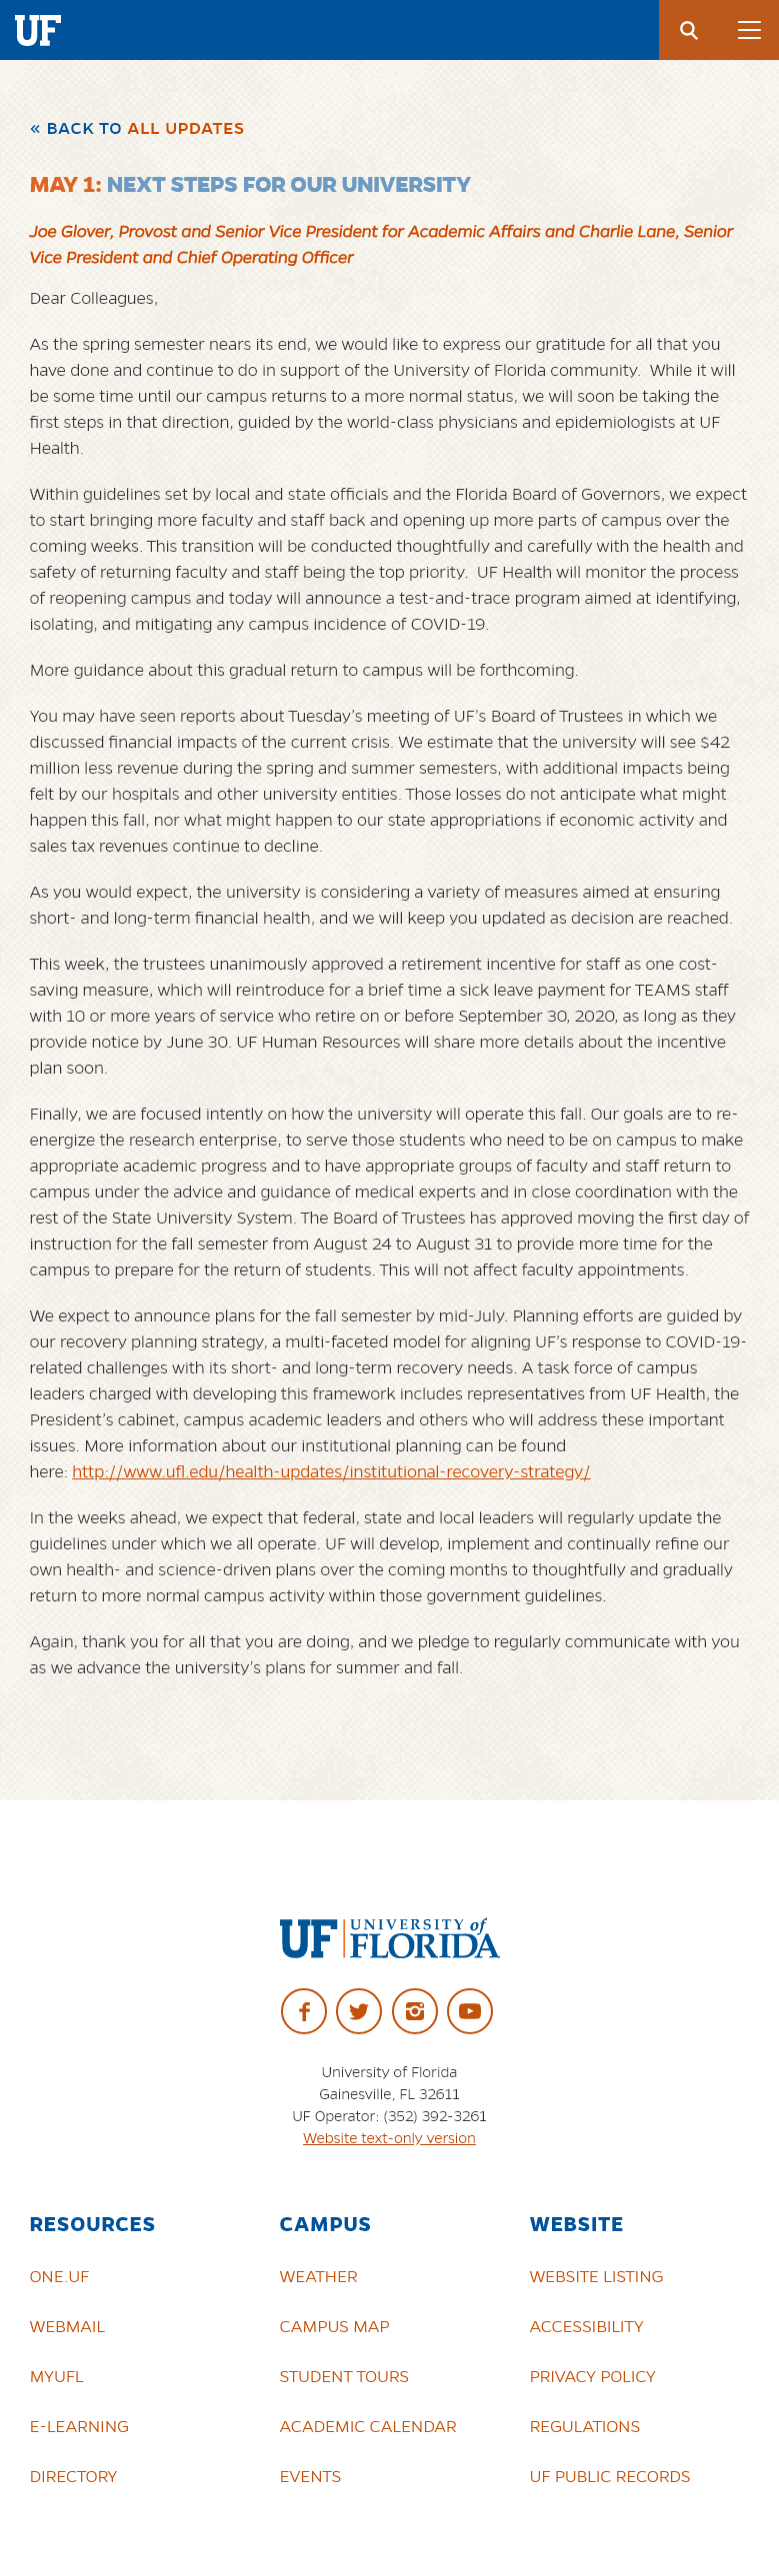 UF
« BACK TO ALL UPDATES
MAY 1: NEXT STEPS FOR OUR UNIVERSITY
Joe Glover, Provost and Senior Vice President for Academic Affairs and Charlie Lane, Senior
Vice President and Chief Operating Officer
Dear Colleagues,
As the spring semester nears its end, we would like to express our gratitude for all that you
have done and continue to do in support of the University of Florida community.  While it will
be some time until our campus returns to a more normal status, we will soon be taking the
first steps in that direction, guided by the world-class physicians and epidemiologists at UF
Health.
Within guidelines set by local and state officials and the Florida Board of Governors, we expect
to start bringing more faculty and staff back and opening up more parts of campus over the
coming weeks. This transition will be conducted thoughtfully and carefully with the health and
safety of returning faculty and staff being the top priority.  UF Health will monitor the process
of reopening campus and today will announce a test-and-trace program aimed at identifying,
isolating, and mitigating any campus incidence of COVID-19.
More guidance about this gradual return to campus will be forthcoming.
You may have seen reports about Tuesday’s meeting of UF’s Board of Trustees in which we
discussed financial impacts of the current crisis. We estimate that the university will see $42
million less revenue during the spring and summer semesters, with additional impacts being
felt by our hospitals and other university entities. Those losses do not anticipate what might
happen this fall, nor what might happen to our state appropriations if economic activity and
sales tax revenues continue to decline.
As you would expect, the university is considering a variety of measures aimed at ensuring
short- and long-term financial health, and we will keep you updated as decision are reached.
This week, the trustees unanimously approved a retirement incentive for staff as one cost-
saving measure, which will reintroduce for a brief time a sick leave payment for TEAMS staff
with 10 or more years of service who retire on or before September 30, 2020, as long as they
provide notice by June 30. UF Human Resources will share more details about the incentive
plan soon.
Finally, we are focused intently on how the university will operate this fall. Our goals are to re-
energize the research enterprise, to serve those students who need to be on campus to make
appropriate academic progress and to have appropriate groups of faculty and staff return to
campus under the advice and guidance of medical experts and in close coordination with the
rest of the State University System. The Board of Trustees has approved moving the first day of
instruction for the fall semester from August 24 to August 31 to provide more time for the
campus to prepare for the return of students. This will not affect faculty appointments.
We expect to announce plans for the fall semester by mid-July. Planning efforts are guided by
our recovery planning strategy, a multi-faceted model for aligning UF’s response to COVID-19-
related challenges with its short- and long-term recovery needs. A task force of campus
leaders charged with developing this framework includes representatives from UF Health, the
President’s cabinet, campus academic leaders and others who will address these important
issues. More information about our institutional planning can be found
here: http://www.ufl.edu/health-updates/institutional-recovery-strategy/
In the weeks ahead, we expect that federal, state and local leaders will regularly update the
guidelines under which we all operate. UF will develop, implement and continually refine our
own health- and science-driven plans over the coming months to thoughtfully and gradually
return to more normal campus activity within those government guidelines.
Again, thank you for all that you are doing, and we pledge to regularly communicate with you
as we advance the university’s plans for summer and fall.
UF UNIVERSITY of
FLORIDA
University of Florida
Gainesville, FL 32611
UF Operator: (352) 392-3261
Website text-only version
RESOURCES
ONE.UF
WEBMAIL
MYUFL
E-LEARNING
DIRECTORY
CAMPUS
WEATHER
CAMPUS MAP
STUDENT TOURS
ACADEMIC CALENDAR
EVENTS
WEBSITE
WEBSITE LISTING
ACCESSIBILITY
PRIVACY POLICY
REGULATIONS
UF PUBLIC RECORDS